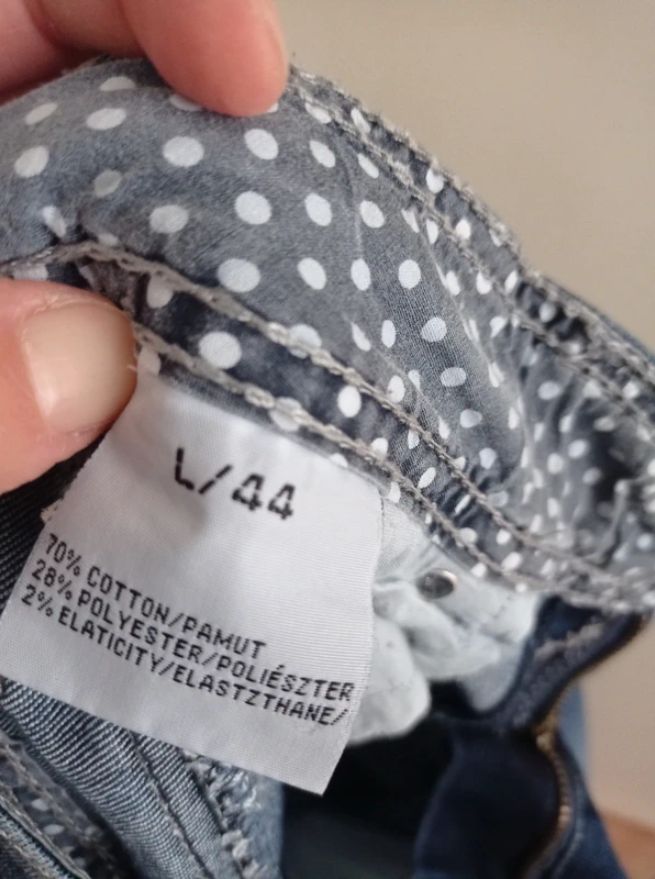 L/44
70% COTTON/PAMUT
28% POLYESTER/POLIÉSZTER
2% ELATICITY/ELASTZTHANE/